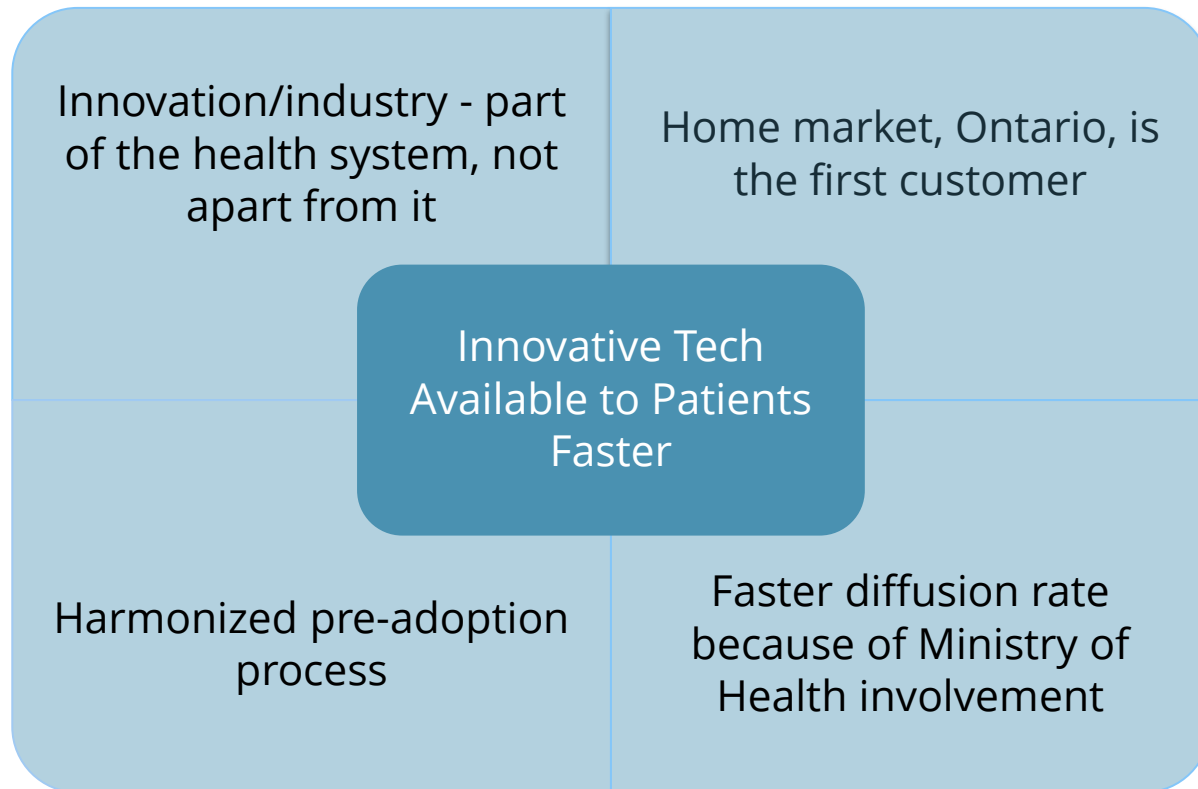 Innovation/industry - part
of the health system, not
apart from it
Home market, Ontario, is
the first customer
Innovative Tech
Available to Patients
Faster
Harmonized pre-adoption
process
Faster diffusion rate
because of Ministry of
Health involvement